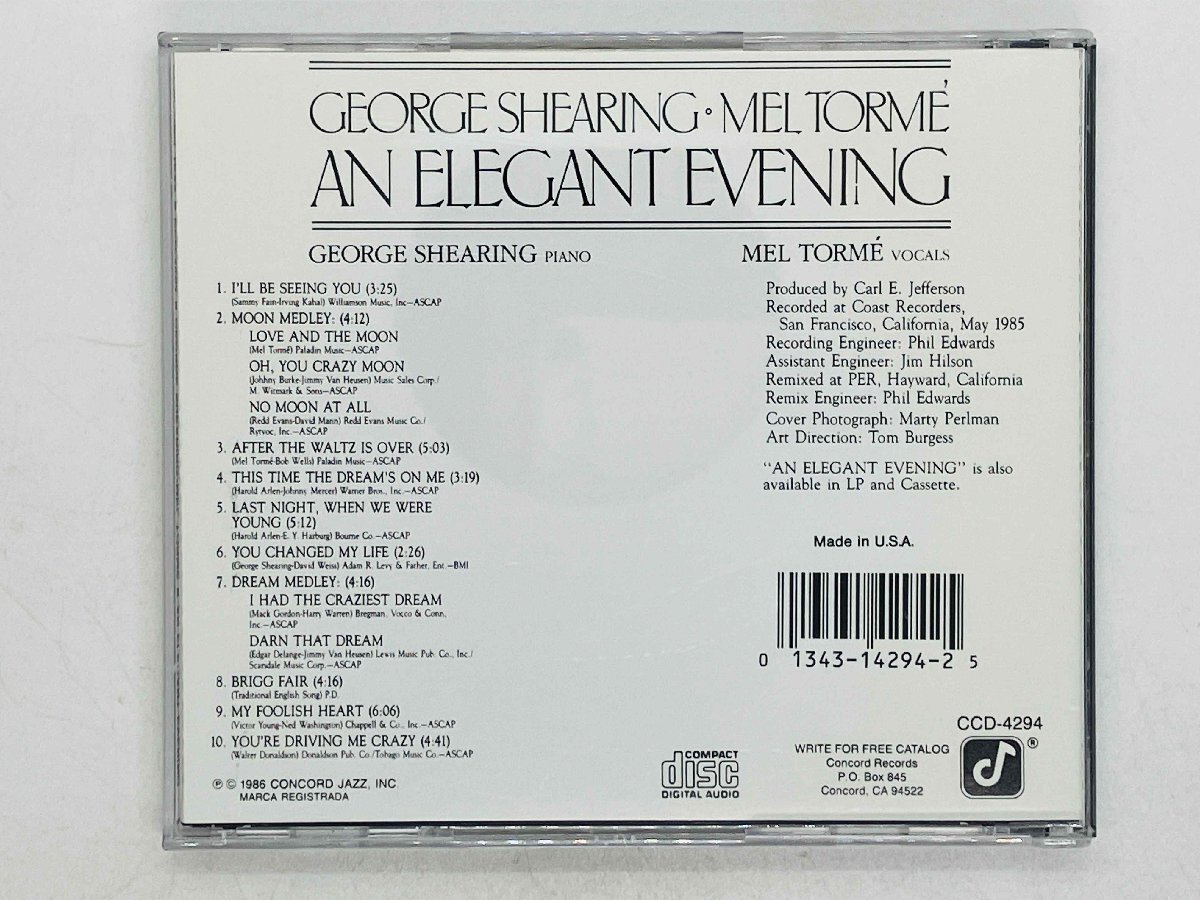 GEORGE SHEARING • MEL TORMÉ
AN ELEGANT EVENING
GEORGE SHEARING PIANO
MEL TORMÉ VOCALS
1. I'LL BE SEEING YOU (3:25)
(Sammy Fain-Irving Kahal) Williamson Music, Inc—ASCAP
2. MOON MEDLEY: (4:12)
LOVE AND THE MOON
(Mel Tormé) Paladin Music—ASCAP
OH, YOU CRAZY MOON
(Johhny Burke-Jimmy Van Heusen) Music Sales Corp./
M. Witmark & Sons—ASCAP
NO MOON AT ALL
(Redd Evans-David Mann) Redd Evans Music Co./
Rytvoc, Inc.—ASCAP
3. AFTER THE WALTZ IS OVER (5:03)
(Mel Tormé-Bob Wells) Paladin Music—ASCAP
4. THIS TIME THE DREAM'S ON ME (3:19)
(Harold Arlen-Johnny Mercer) Warner Bros., Inc.—ASCAP
5. LAST NIGHT, WHEN WE WERE
YOUNG (5:12)
(Harold Arlen-E. Y. Harburg) Bourne Co.—ASCAP
6. YOU CHANGED MY LIFE (2:26)
(George Shearing-David Weiss) Adam R. Levy & Father, Ent.—BMI
7. DREAM MEDLEY: (4:16)
I HAD THE CRAZIEST DREAM
(Mack Gordon-Harry Warren) Bregman, Vocco & Conn,
Inc.—ASCAP
DARN THAT DREAM
(Edgar Delange-Jimmy Van Heusen) Lewis Music Pub. Co., Inc./
Scandale Music Corp.—ASCAP
8. BRIGG FAIR (4:16)
(Traditional English Song) P.D.
9. MY FOOLISH HEART (6:06)
(Victor Young-Ned Washington) Chappell & Co., Inc.—ASCAP
10. YOU'RE DRIVING ME CRAZY (4:41)
(Walter Donaldson) Donaldson Pub. Co./Tobago Music Co.—ASCAP
℗ © 1986 CONCORD JAZZ, INC
MARCA REGISTRADA
Produced by Carl E. Jefferson
Recorded at Coast Recorders,
San Francisco, California, May 1985
Recording Engineer: Phil Edwards
Assistant Engineer: Jim Hilson
Remixed at PER, Hayward, California
Remix Engineer: Phil Edwards
Cover Photograph: Marty Perlman
Art Direction: Tom Burgess
"AN ELEGANT EVENING" is also
available in LP and Cassette.
Made in U.S.A.
0 1343-14294-2 5
CCD-4294
COMPACT
disc
DIGITAL AUDIO
WRITE FOR FREE CATALOG
Concord Records
P.O. Box 845
Concord, CA 94522
®